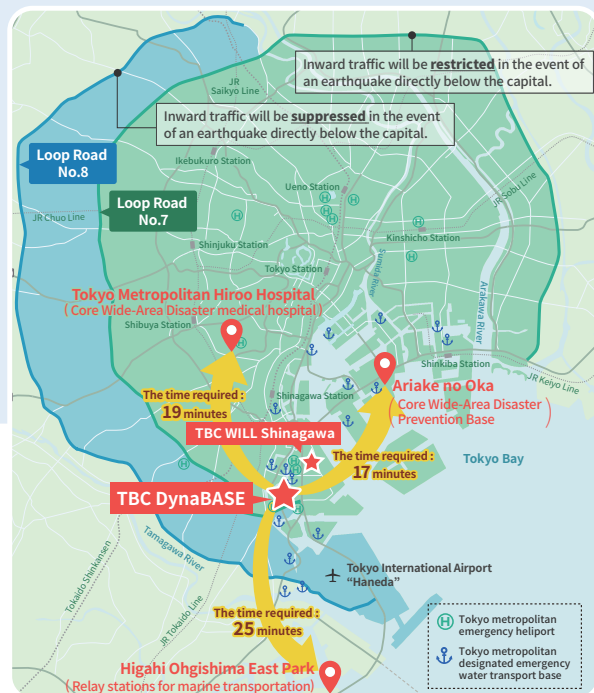 Inward traffic will be restricted in the event of
an earthquake directly below the capital.
JR
Saikyo Line
Inward traffic will be suppressed in the event
of an earthquake directly below the capital.
Loop Road
No.8
Ikebukuro Station
Ueno Station
JR Sobu Line
Loop Road
No.7
JR Chuo Line
Kinshicho Station
Shinjuku Station
Sumida River
Tokyo Station
Arakawa River
Tokyo Metropolitan Hiroo Hospital
(Core Wide-Area Disaster medical hospital)
Shibuya Station
Shinkiba Station
JR Keiyo Line
Ariake no Oka
(Core Wide-Area Disaster
Prevention Base)
The time required :
19 minutes
Shinagawa Station
TBC WILL Shinagawa
The time required :
17 minutes
Tokyo Bay
TBC DynaBASE
Tamagawa River
Tokaido Shinkansen
JR Tokaido Line
Tokyo International Airport
“Haneda”
The time required :
25 minutes
H Tokyo metropolitan
emergency heliport
Tokyo metropolitan
designated emergency
water transport base
Higahi Ohgishima East Park
(Relay stations for marine transportation)